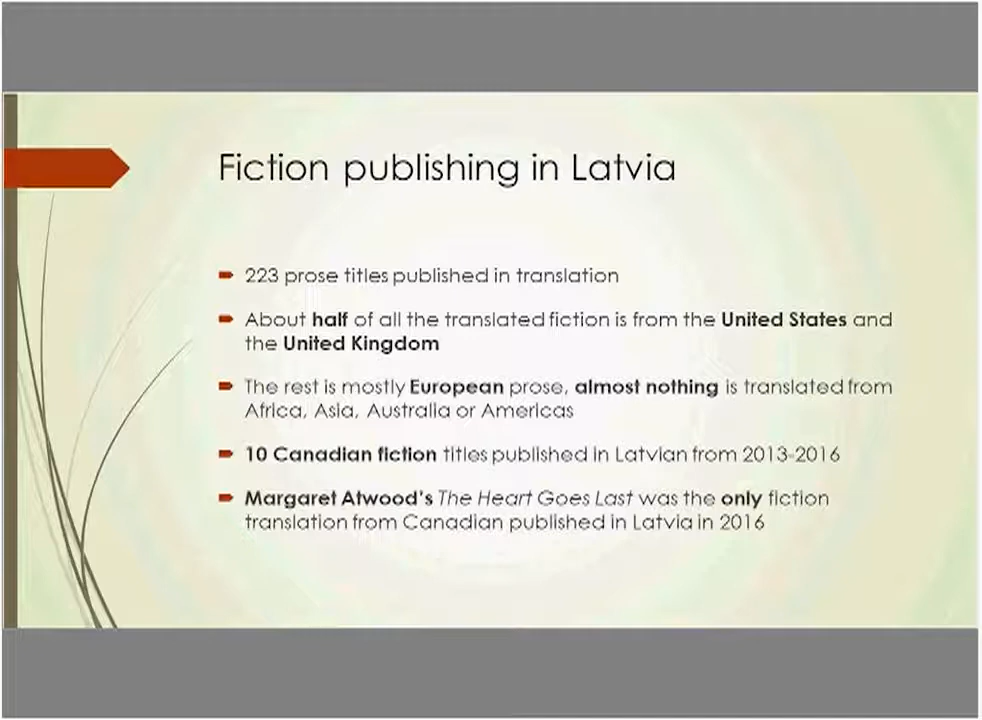 Fiction publishing in Latvia
223 prose titles published in translation
About half of all the translated fiction is from the United States and
the United Kingdom
The rest is mostly European prose, almost nothing is translated from
Africa, Asia, Australia or Americas
10 Canadian fiction titles published in Latvian from 2013-2016
Margaret Atwood's The Heart Goes Last was the only fiction
translation from Canadian published in Latvia in 2016